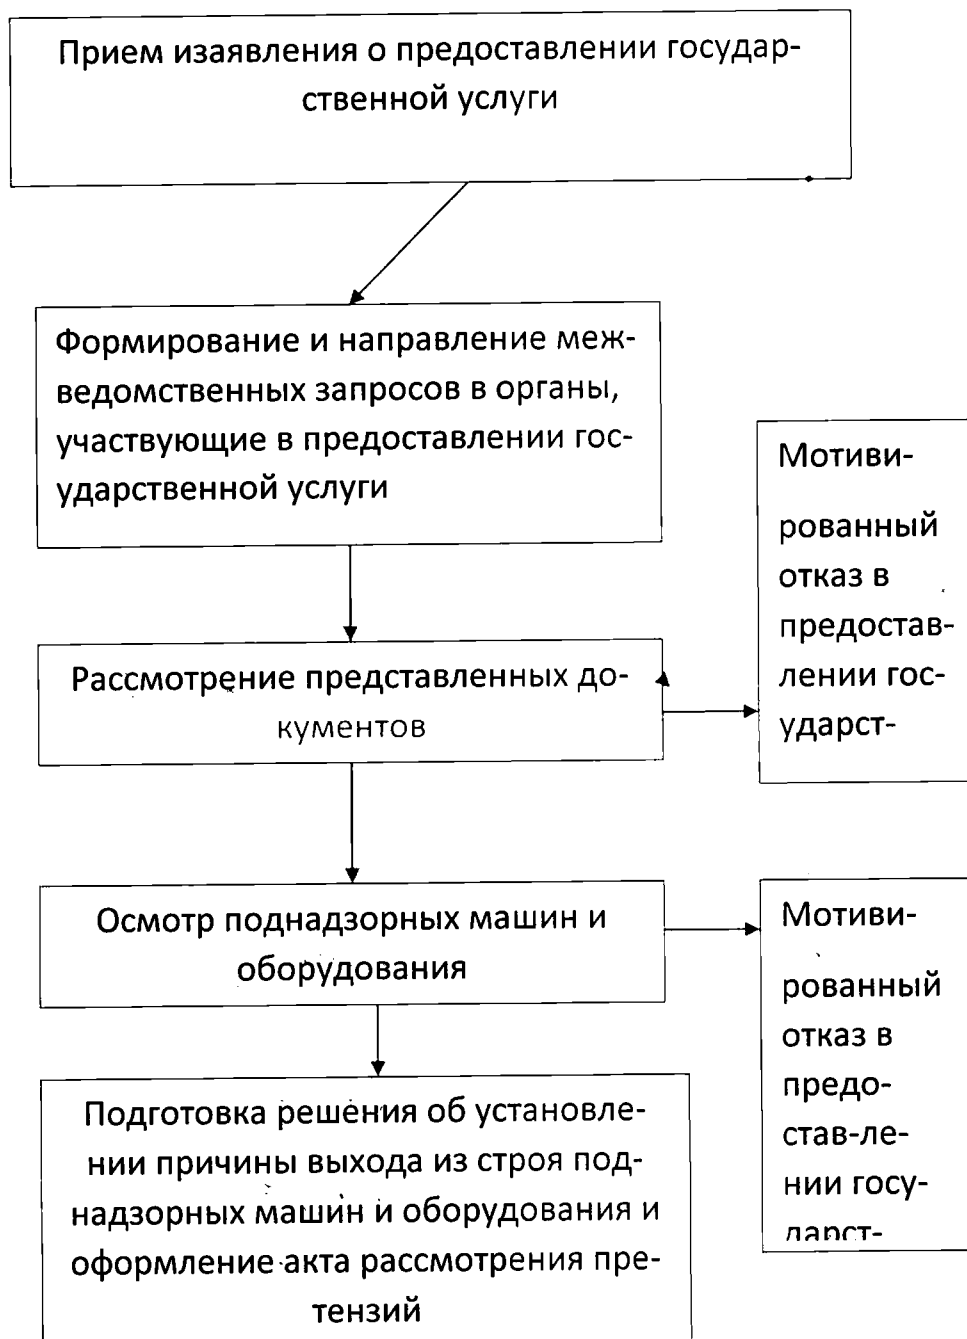 Прием изаявления о предоставлении государ-
ственной услуги
Формирование и направление меж-
ведомственных запросов в органы,
участвующие в предоставлении гос-
ударственной услуги
Мотиви-
рованный
отказ в
предостав-
лении гос-
ударст-
Рассмотрение представленных до-
кументов
Осмотр поднадзорных машин и
оборудования
Мотиви-
рованный
отказ в
предо-
став-ле-
нии госу-
дарст-
Подготовка решения об установле-
нии причины выхода из строя под-
надзорных машин и оборудования и
оформление акта рассмотрения пре-
тензий